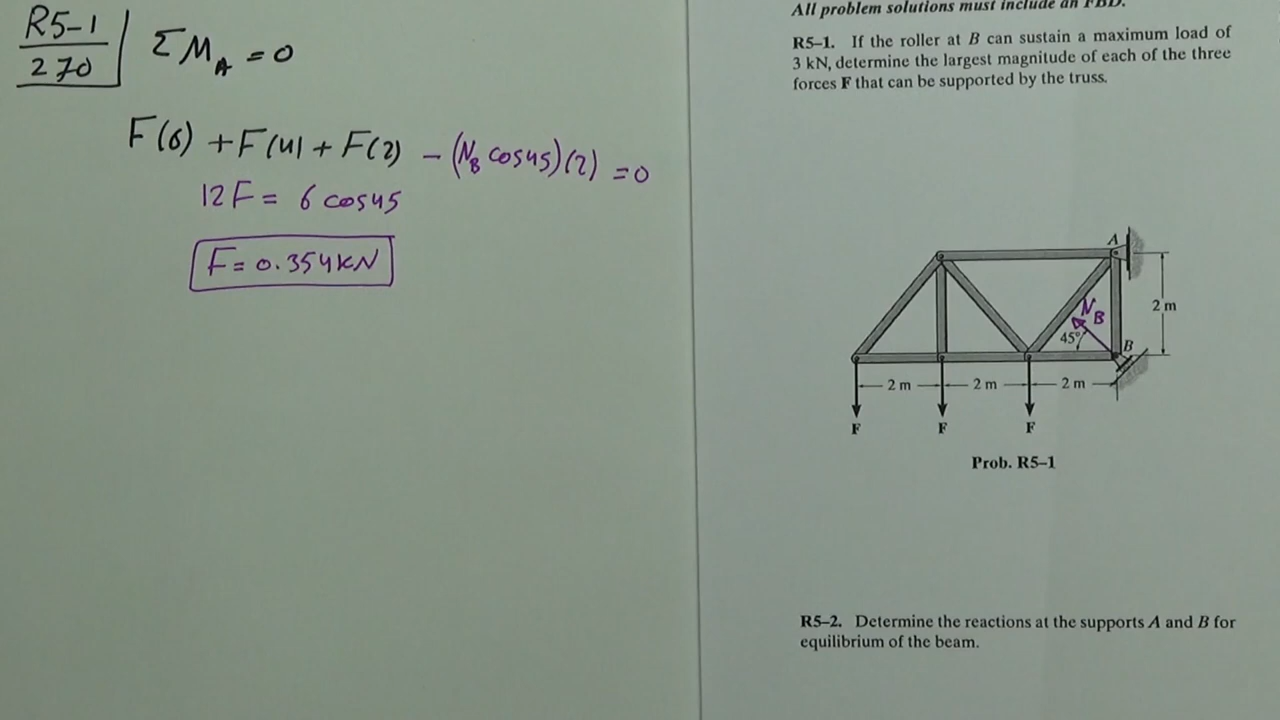 R5-1
270
ΣM_A = 0
F(6) + F(4) + F(2) - (N_B cos45)(2) = 0
12F = 6 cos45
F = 0.354 kN
All problem solutions must include an FBD.
R5–1. If the roller at B can sustain a maximum load of
3 kN, determine the largest magnitude of each of the three
forces F that can be supported by the truss.
A
2 m
N_B
45°
B
2 m
2 m
2 m
F
F
F
Prob. R5–1
R5–2. Determine the reactions at the supports A and B for
equilibrium of the beam.